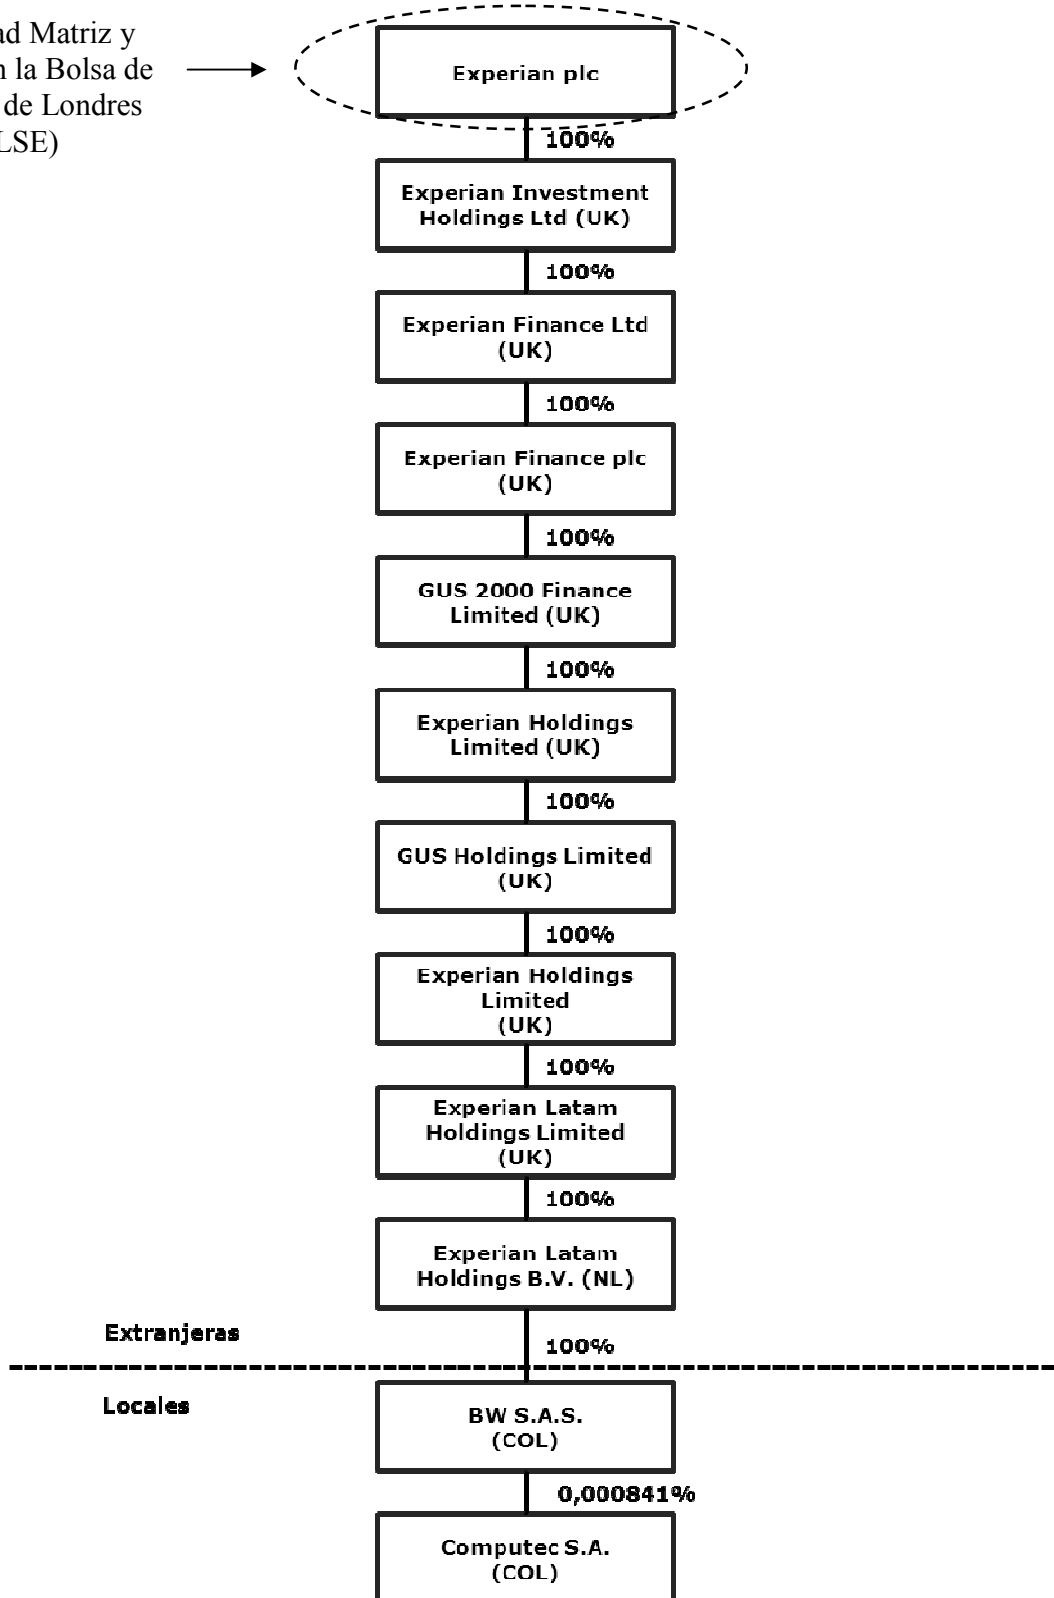 ad Matriz y
n la Bolsa de
de Londres
LSE)
Experian plc
100%
Experian Investment
Holdings Ltd (UK)
100%
Experian Finance Ltd
(UK)
100%
Experian Finance plc
(UK)
100%
GUS 2000 Finance
Limited (UK)
100%
Experian Holdings
Limited (UK)
100%
GUS Holdings Limited
(UK)
100%
Experian Holdings
Limited
(UK)
100%
Experian Latam
Holdings Limited
(UK)
100%
Experian Latam
Holdings B.V. (NL)
Extranjeras
100%
Locales
BW S.A.S.
(COL)
0,000841%
Computec S.A.
(COL)